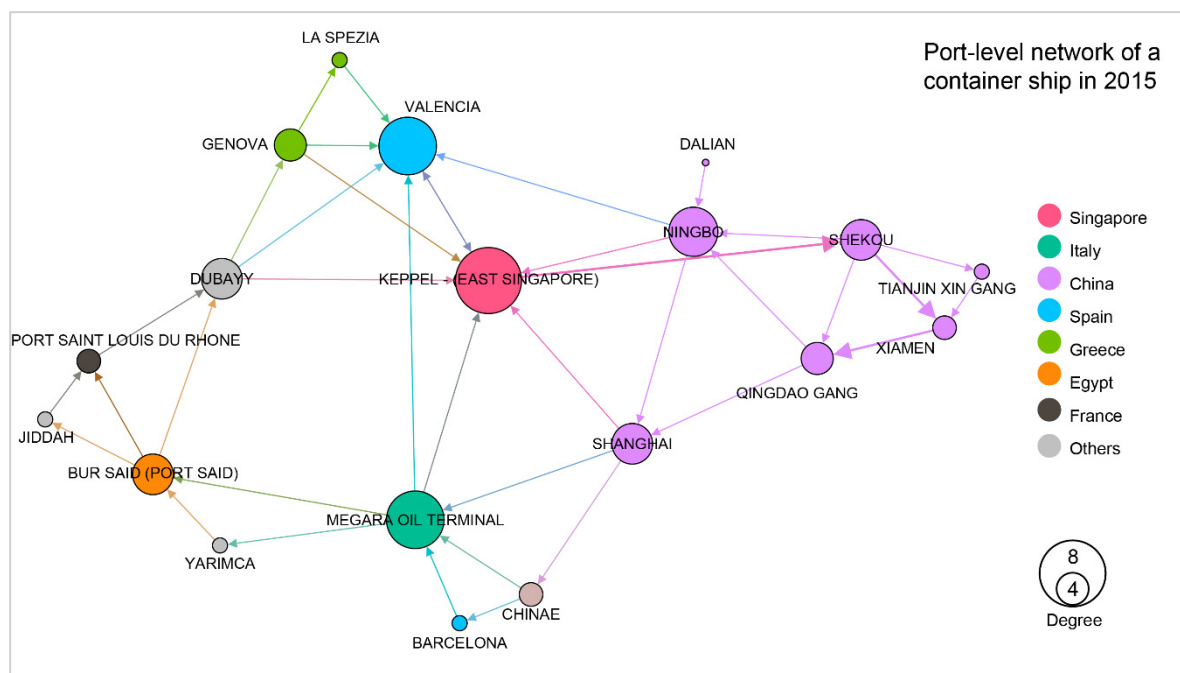 Port-level network of a
container ship in 2015
LA SPEZIA
VALENCIA
GENOVA
DALIAN
NINGBO
SHEKOU
DUBAYY
KEPPEL - (EAST SINGAPORE)
TIANJIN XIN GANG
PORT SAINT LOUIS DU RHONE
XIAMEN
QINGDAO GANG
JIDDAH
SHANGHAI
BUR SAID (PORT SAID)
MEGARA OIL TERMINAL
YARIMCA
CHINAE
BARCELONA
Singapore
Italy
China
Spain
Greece
Egypt
France
Others
8
4
Degree